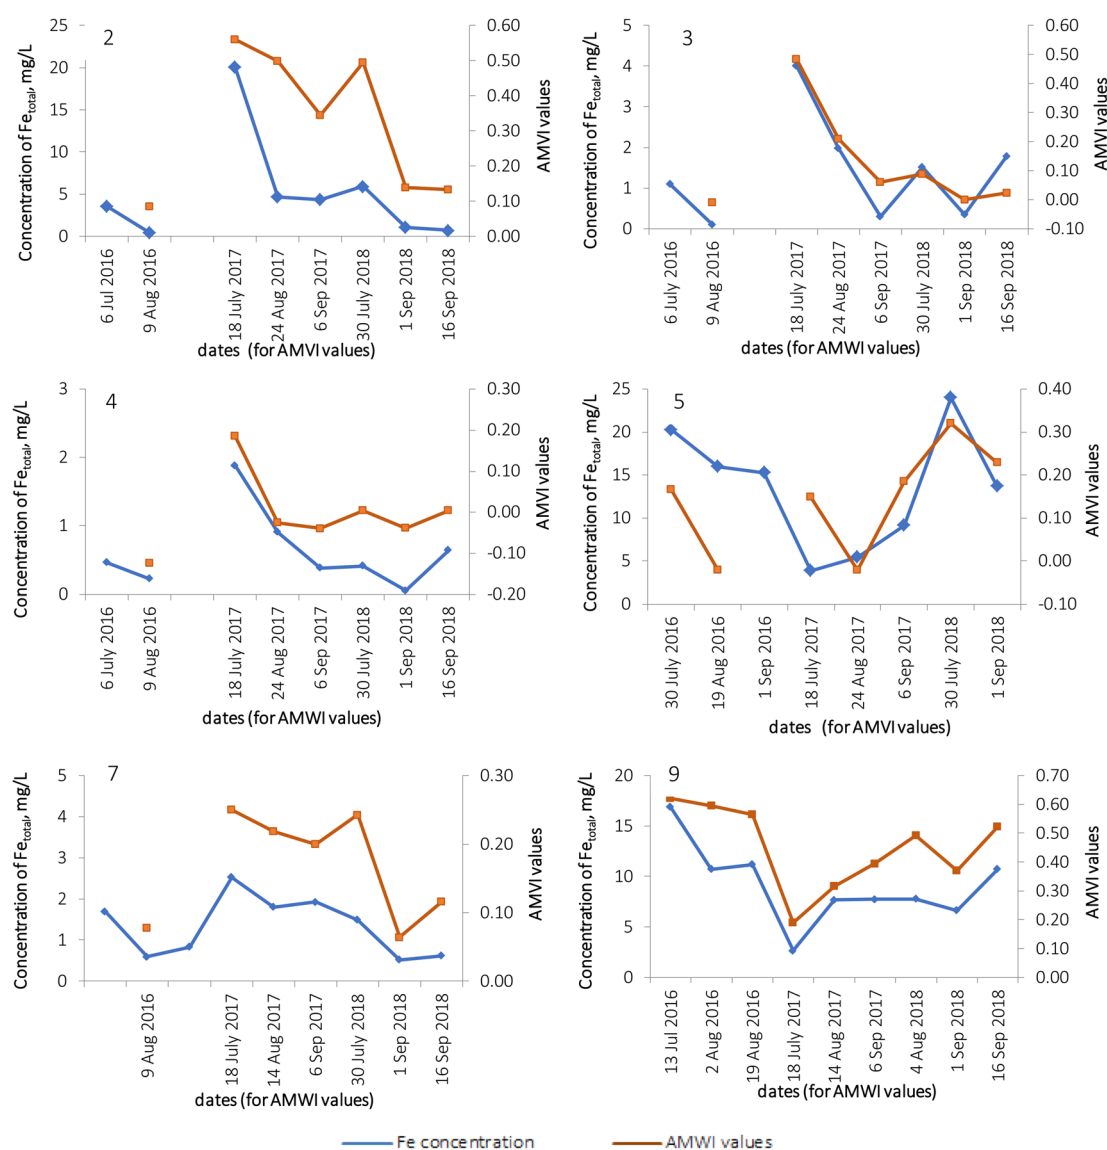 2
Concentration of Fe total, mg/L
25
20
15
10
5
0
0.60
0.50
0.40
0.30
0.20
0.10
0.00
AMVI values
6 Jul 2016
9 Aug 2016
18 July 2017
24 Aug 2017
6 Sep 2017
30 July 2018
1 Sep 2018
16 Sep 2018
dates (for AMVI values)
3
Concentration of Fe total, mg/L
5
4
3
2
1
0
0.60
0.50
0.40
0.30
0.20
0.10
0.00
-0.10
AMVI values
6 July 2016
9 Aug 2016
18 July 2017
24 Aug 2017
6 Sep 2017
30 July 2018
1 Sep 2018
16 Sep 2018
dates (for AMWI values)
4
Concentration of Fe total, mg/L
3
2
1
0
0.30
0.20
0.10
0.00
-0.10
-0.20
AMVI values
6 July 2016
9 Aug 2016
18 July 2017
24 Aug 2017
6 Sep 2017
30 July 2018
1 Sep 2018
16 Sep 2018
dates (for AMWI values)
5
Concentration of Fe total, mg/L
25
20
15
10
5
0
0.40
0.30
0.20
0.10
0.00
-0.10
AMVI values
30 July 2016
19 Aug 2016
1 Sep 2016
18 July 2017
24 Aug 2017
6 Sep 2017
30 July 2018
1 Sep 2018
dates (for AMVI values)
7
Concentration of Fe total, mg/L
5
4
3
2
1
0
0.30
0.20
0.10
0.00
AMVI values
9 Aug 2016
18 July 2017
14 Aug 2017
6 Sep 2017
30 July 2018
1 Sep 2018
16 Sep 2018
dates (for AMWI values)
9
Concentration of Fe total, mg/L
20
15
10
5
0
0.70
0.60
0.50
0.40
0.30
0.20
0.10
0.00
AMVI values
13 Jul 2016
2 Aug 2016
19 Aug 2016
18 July 2017
14 Aug 2017
6 Sep 2017
4 Aug 2018
1 Sep 2018
16 Sep 2018
dates (for AMWI values)
Fe concentration
AMWI values